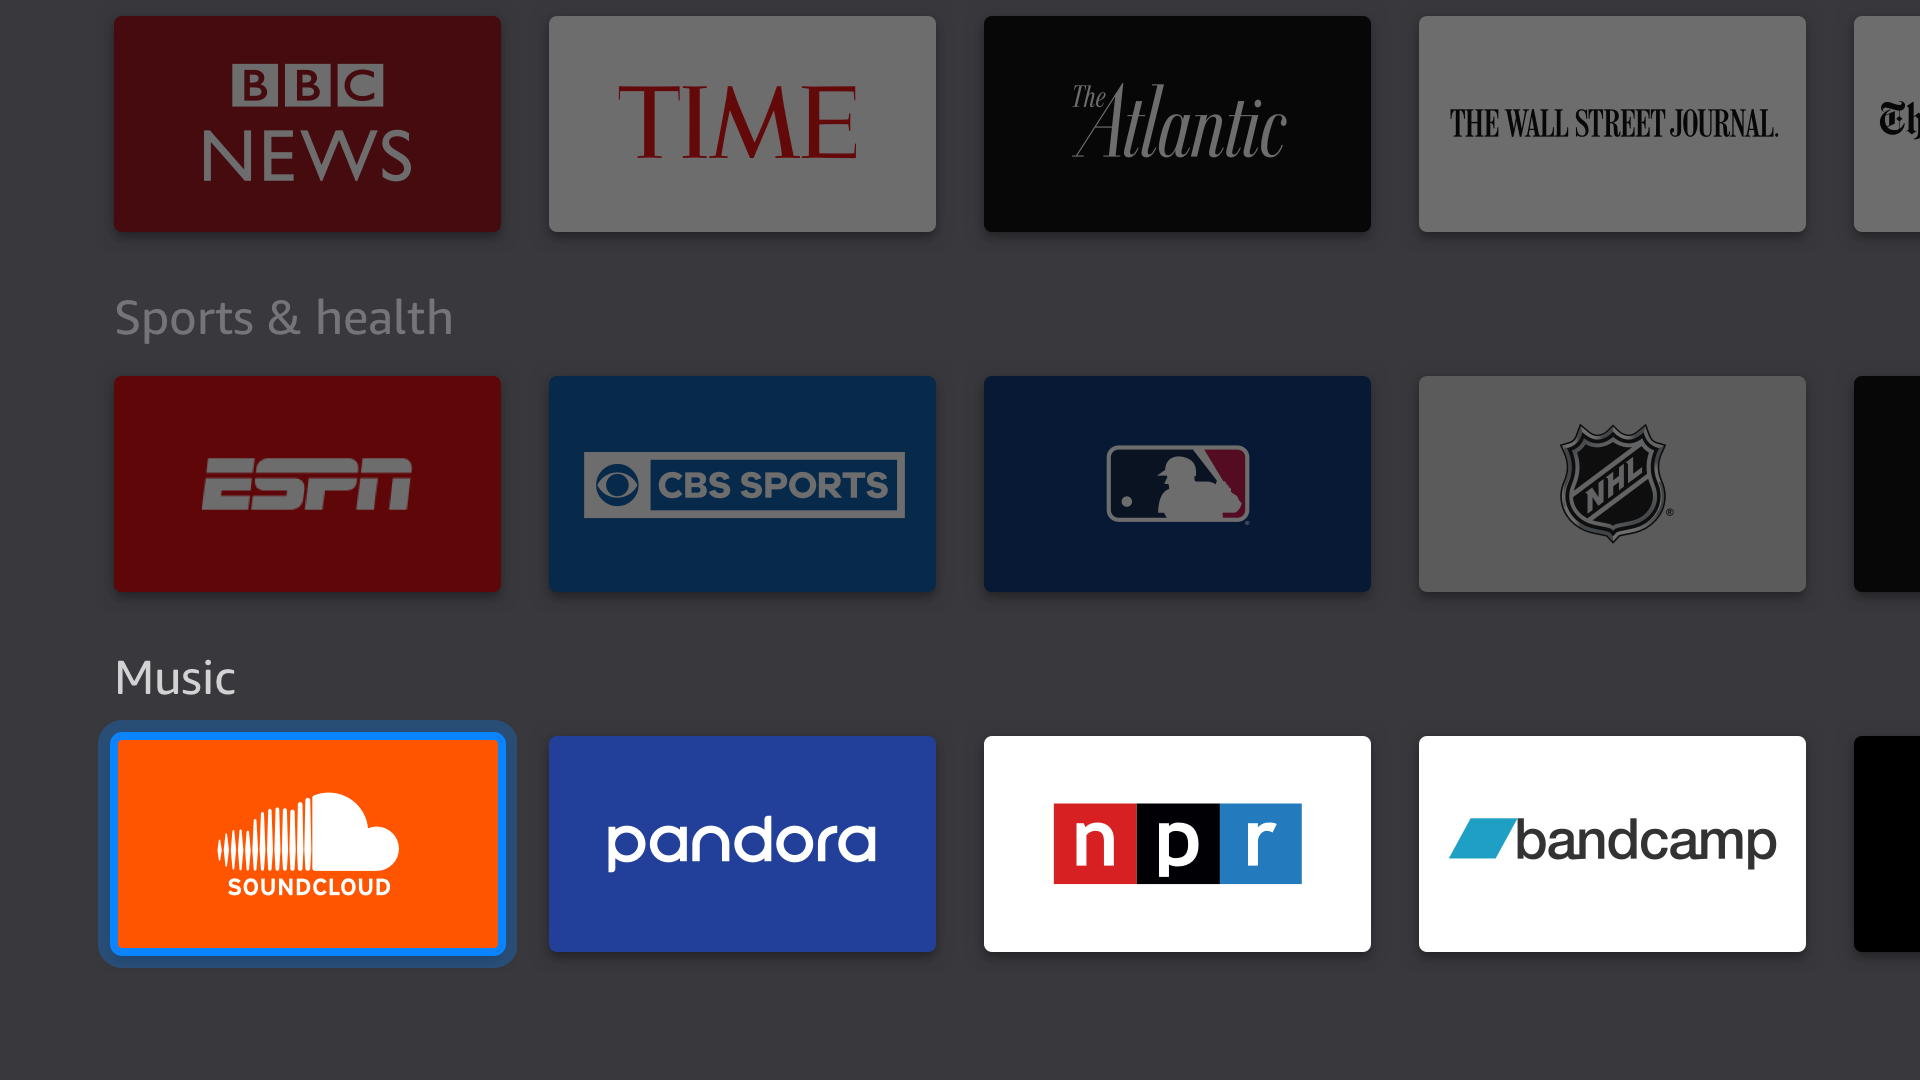 BBC
NEWS
TIME
The
Atlantic
THE WALL STREET JOURNAL.
Sports & health
ESPN
CBS SPORTS
NHL
®
Music
SOUNDCLOUD
pandora
npr
bandcamp